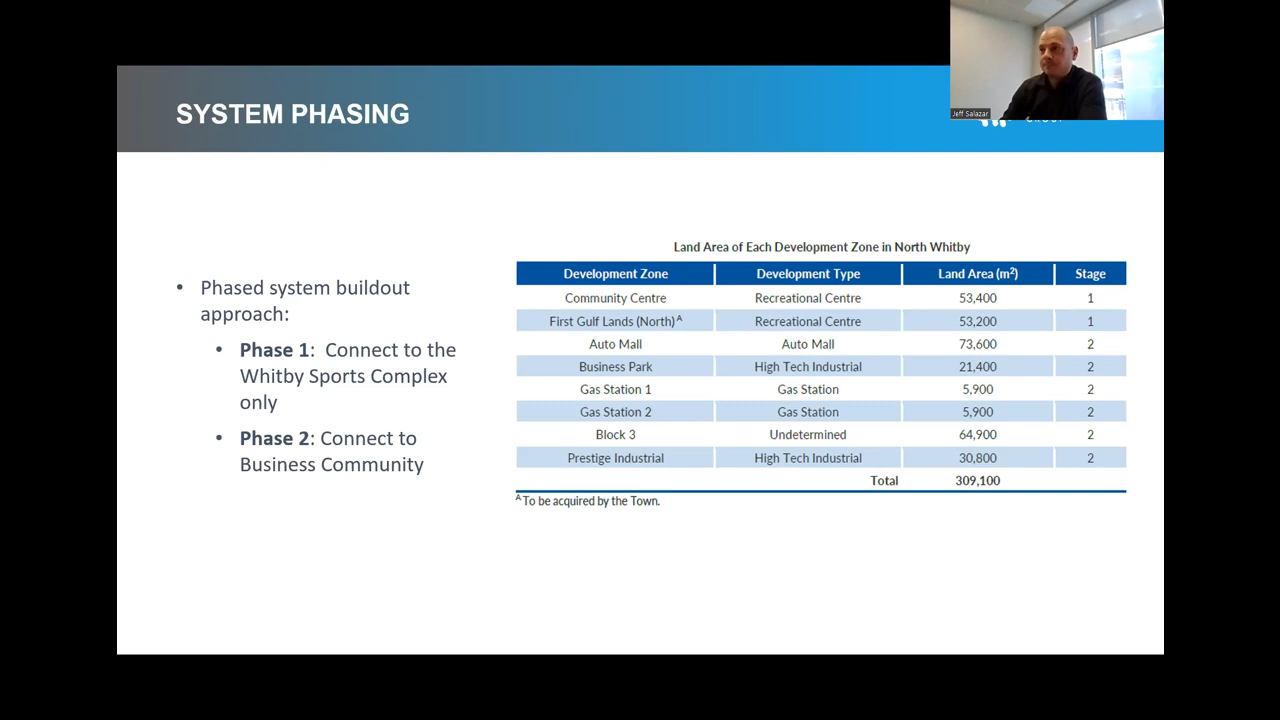 Jeff Salazar
SYSTEM PHASING
• Phased system buildout
approach:
• Phase 1: Connect to the
Whitby Sports Complex
only
• Phase 2: Connect to
Business Community
Land Area of Each Development Zone in North Whitby
Development Zone Development Type Land Area (m²) Stage
Community Centre Recreational Centre 53,400 1
First Gulf Lands (North) A Recreational Centre 53,200 1
Auto Mall Auto Mall 73,600 2
Business Park High Tech Industrial 21,400 2
Gas Station 1 Gas Station 5,900 2
Gas Station 2 Gas Station 5,900 2
Block 3 Undetermined 64,900 2
Prestige Industrial High Tech Industrial 30,800 2
Total 309,100
A To be acquired by the Town.